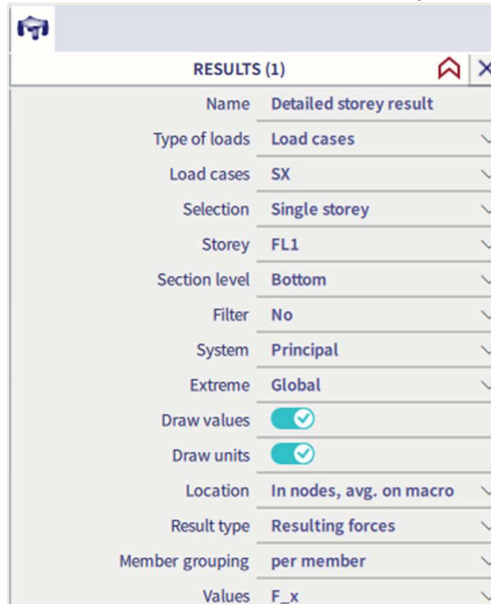 RESULTS (1)
Name Detailed storey result
Type of loads Load cases
Load cases SX
Selection Single storey
Storey FL1
Section level Bottom
Filter No
System Principal
Extreme Global
Draw values
Draw units
Location In nodes, avg. on macro
Result type Resulting forces
Member grouping per member
Values F_x